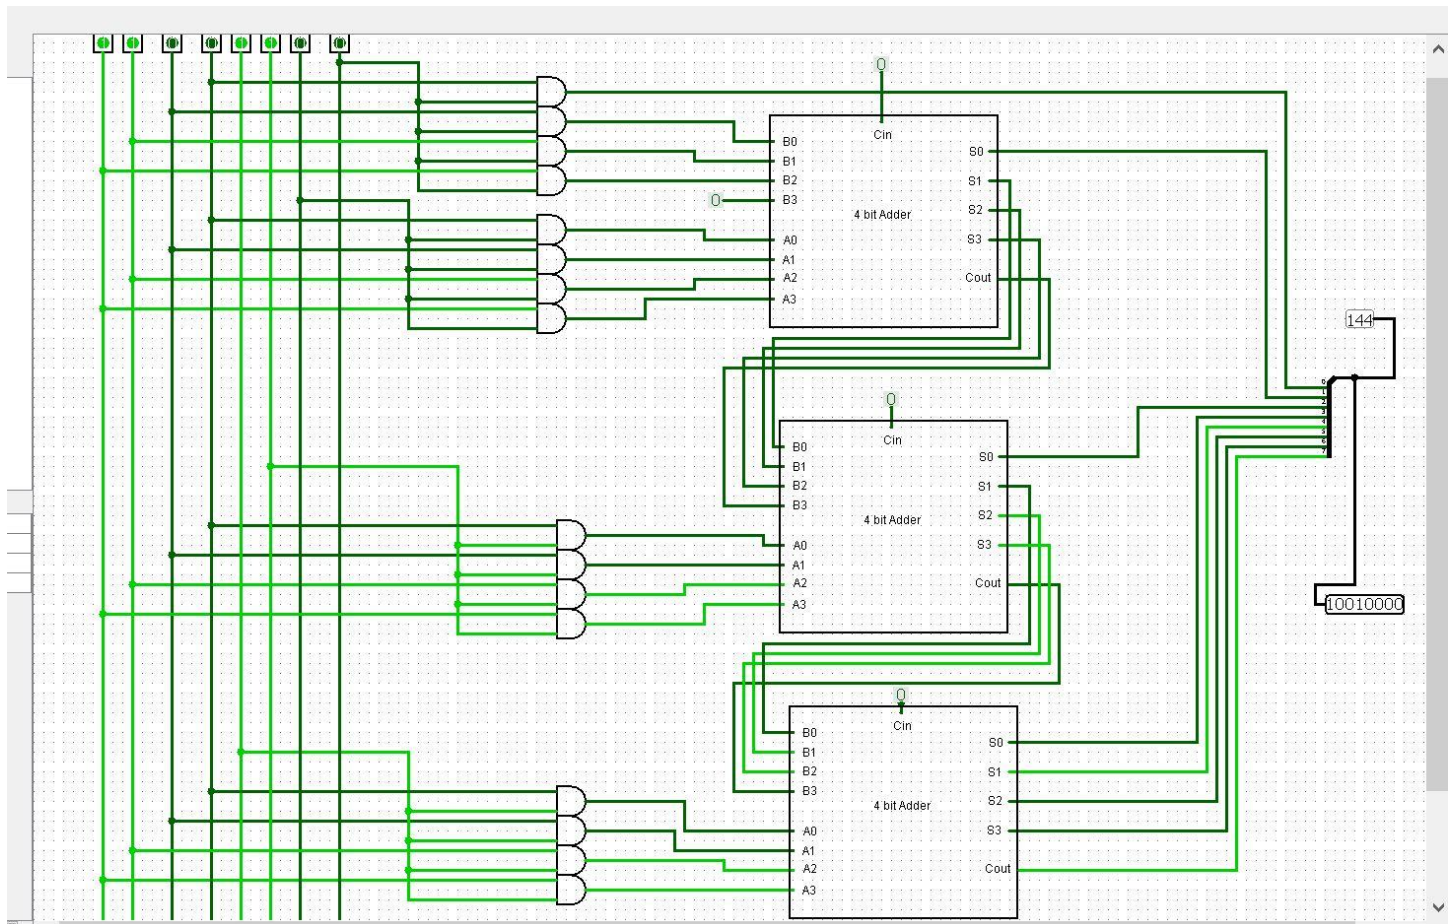 0
Cin
B0
B1
B2
B3
0
A0
A1
A2
A3
4 bit Adder
S0
S1
S2
S3
Cout
144
0
Cin
B0
B1
B2
B3
A0
A1
A2
A3
4 bit Adder
S0
S1
S2
S3
Cout
10010000
0
Cin
B0
B1
B2
B3
A0
A1
A2
A3
4 bit Adder
S0
S1
S2
S3
Cout